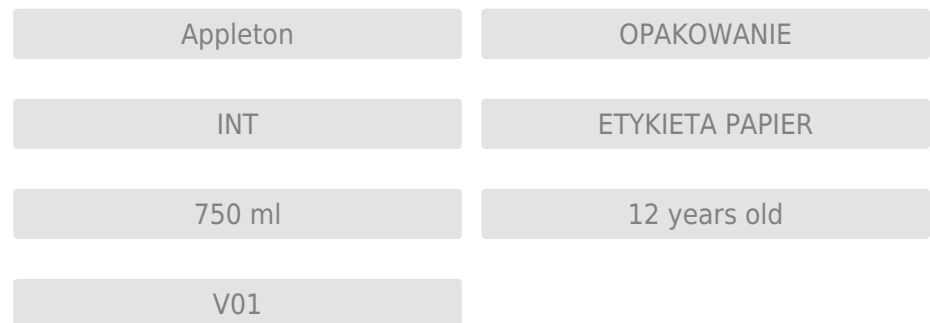 Appleton
OPAKOWANIE
INT
ETYKIETA PAPIER
750 ml
12 years old
V01